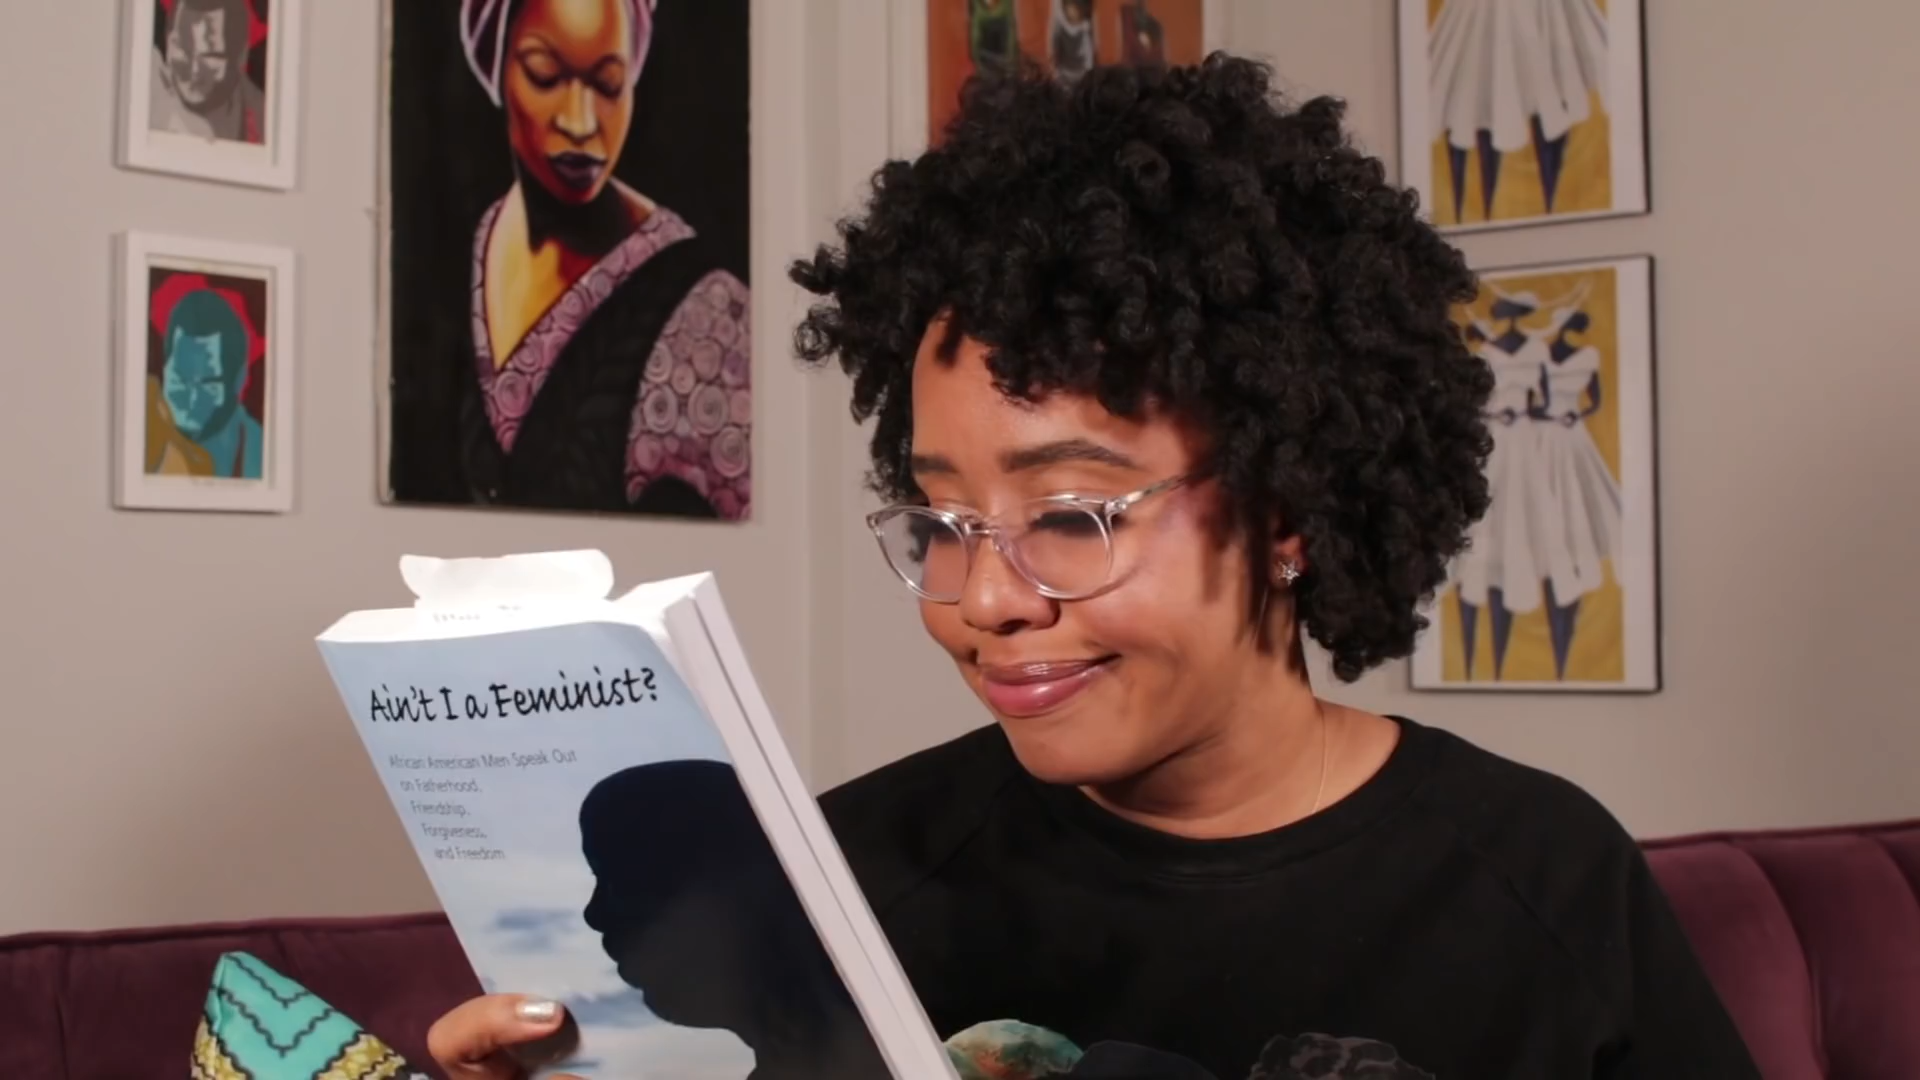 Ain't I a Feminist?
African American Men Speak Out
on Fatherhood,
Friendship,
Forgiveness,
and Freedom